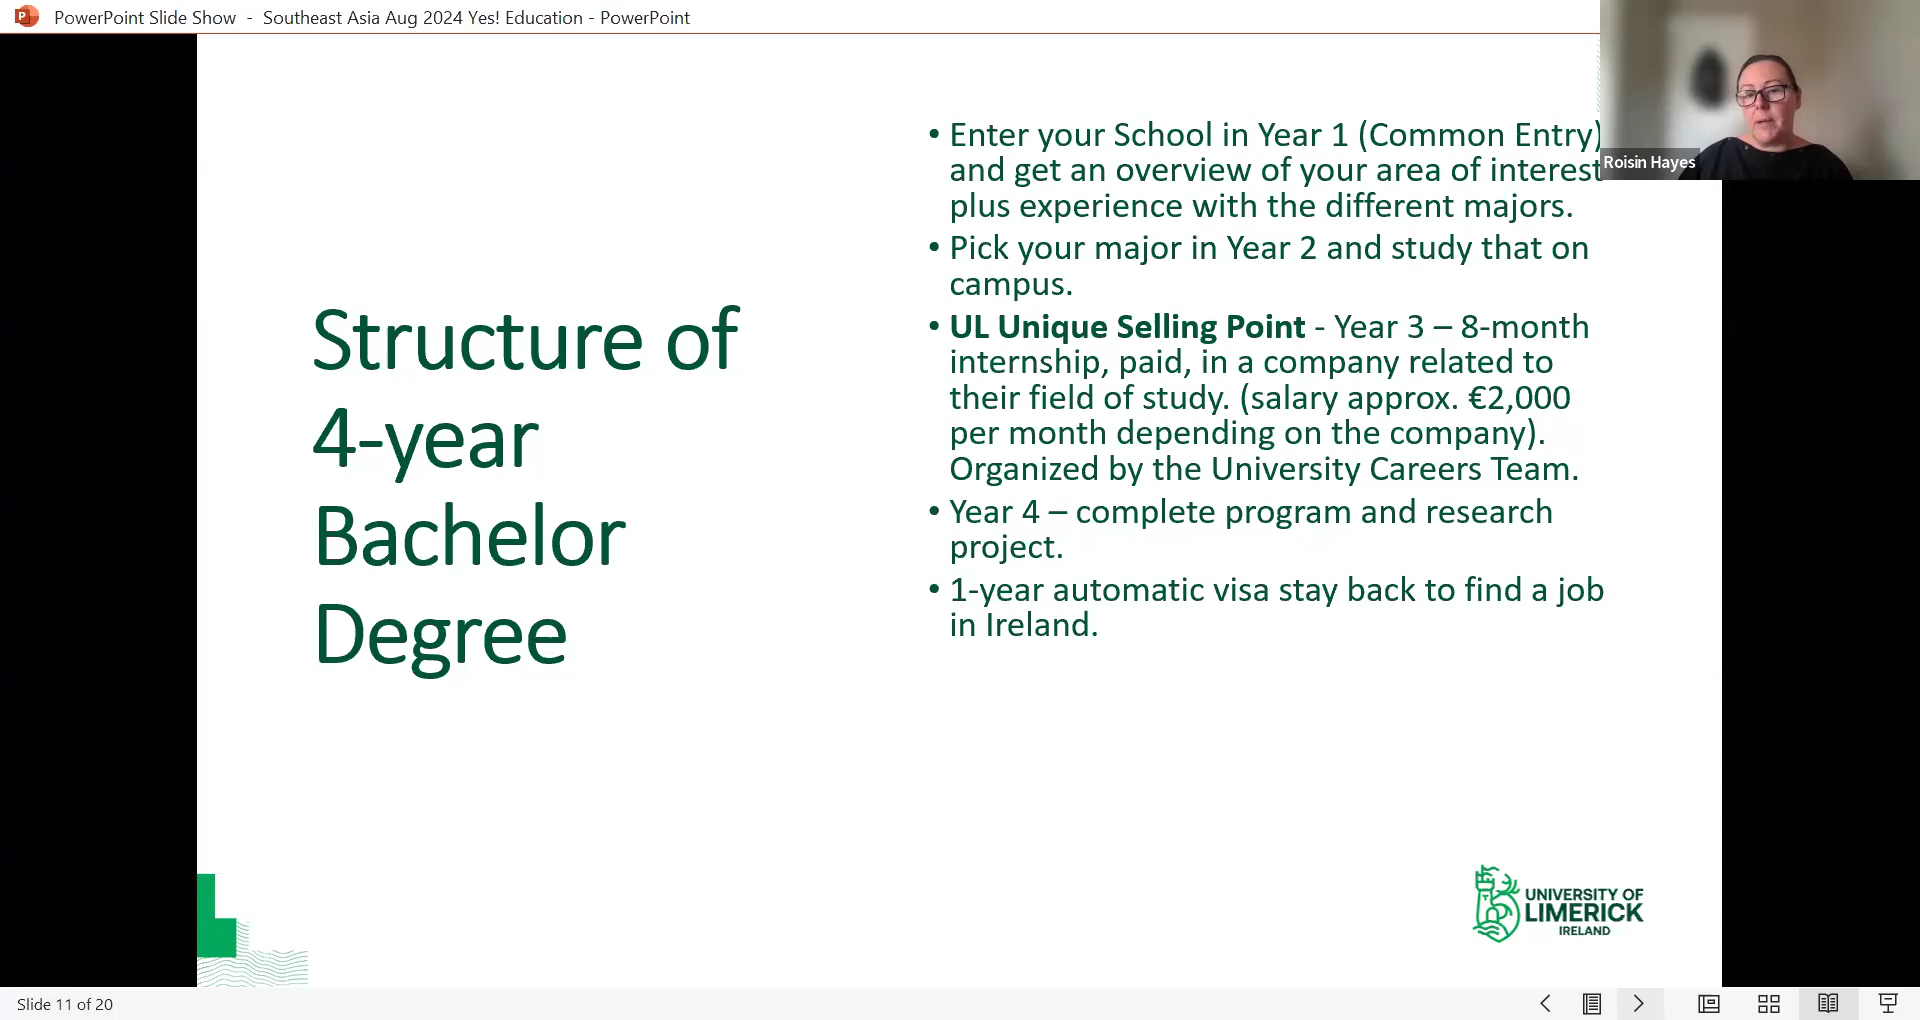 PowerPoint Slide Show - Southeast Asia Aug 2024 Yes! Education - PowerPoint
Roisin Hayes
Structure of
4-year
Bachelor
Degree
• Enter your School in Year 1 (Common Entry)
and get an overview of your area of interest
plus experience with the different majors.
• Pick your major in Year 2 and study that on
campus.
• UL Unique Selling Point - Year 3 – 8-month
internship, paid, in a company related to
their field of study. (salary approx. €2,000
per month depending on the company).
Organized by the University Careers Team.
• Year 4 – complete program and research
project.
• 1-year automatic visa stay back to find a job
in Ireland.
UNIVERSITY OF
LIMERICK
IRELAND
Slide 11 of 20